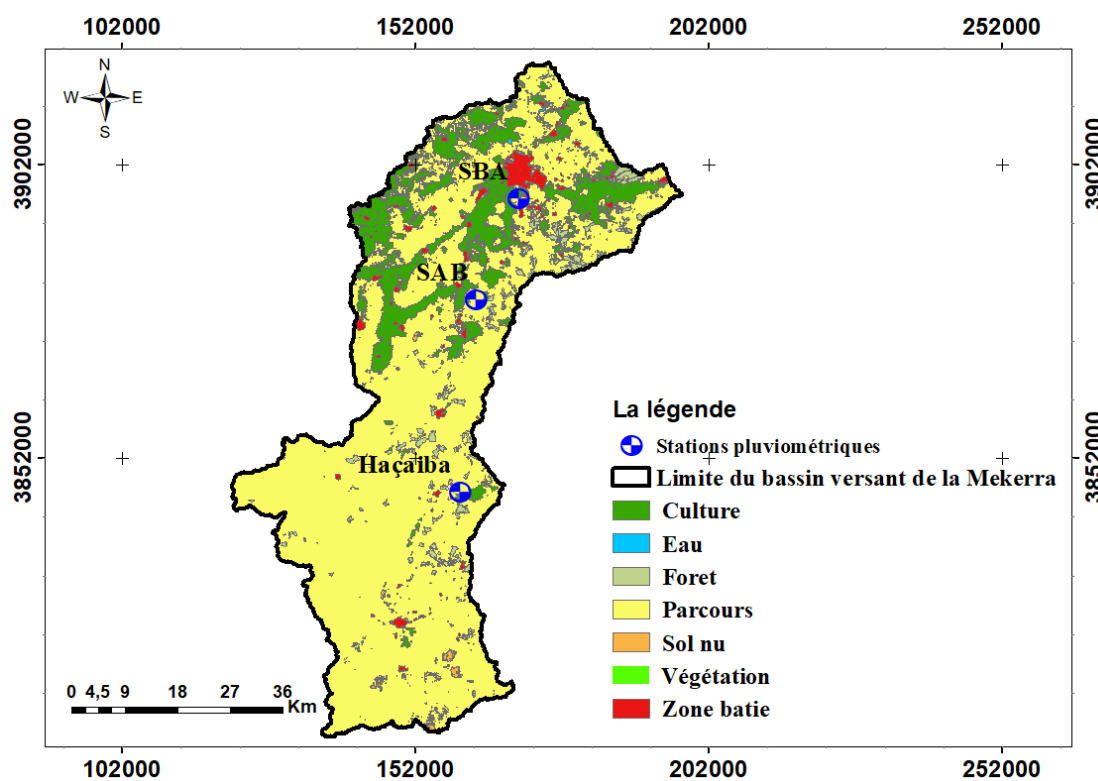 102000 152000 202000 252000
N
W E
S
3902000 3902000
SBA
SAB
La légende
Stations pluviométriques
3852000 3852000
Haçaiba
Limite du bassin versant de la Mekerra
Culture
Eau
Foret
Parcours
Sol nu
Végétation
Zone batie
0 4,5 9 18 27 36
Km
102000 152000 202000 252000